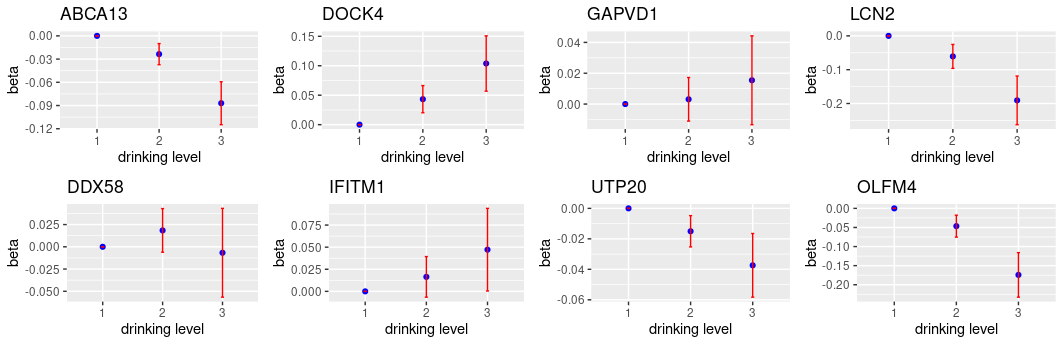 ABCA13
0.00
-0.03
-0.06
-0.09
-0.12
beta
1 2 3
drinking level
DOCK4
0.15
0.10
0.05
0.00
beta
1 2 3
drinking level
GAPVD1
0.04
0.02
0.00
beta
1 2 3
drinking level
LCN2
0.0
-0.1
-0.2
beta
1 2 3
drinking level
DDX58
0.025
0.000
-0.025
-0.050
beta
1 2 3
drinking level
IFITM1
0.075
0.050
0.025
0.000
beta
1 2 3
drinking level
UTP20
0.00
-0.02
-0.04
-0.06
beta
1 2 3
drinking level
OLFM4
0.00
-0.05
-0.10
-0.15
-0.20
beta
1 2 3
drinking level